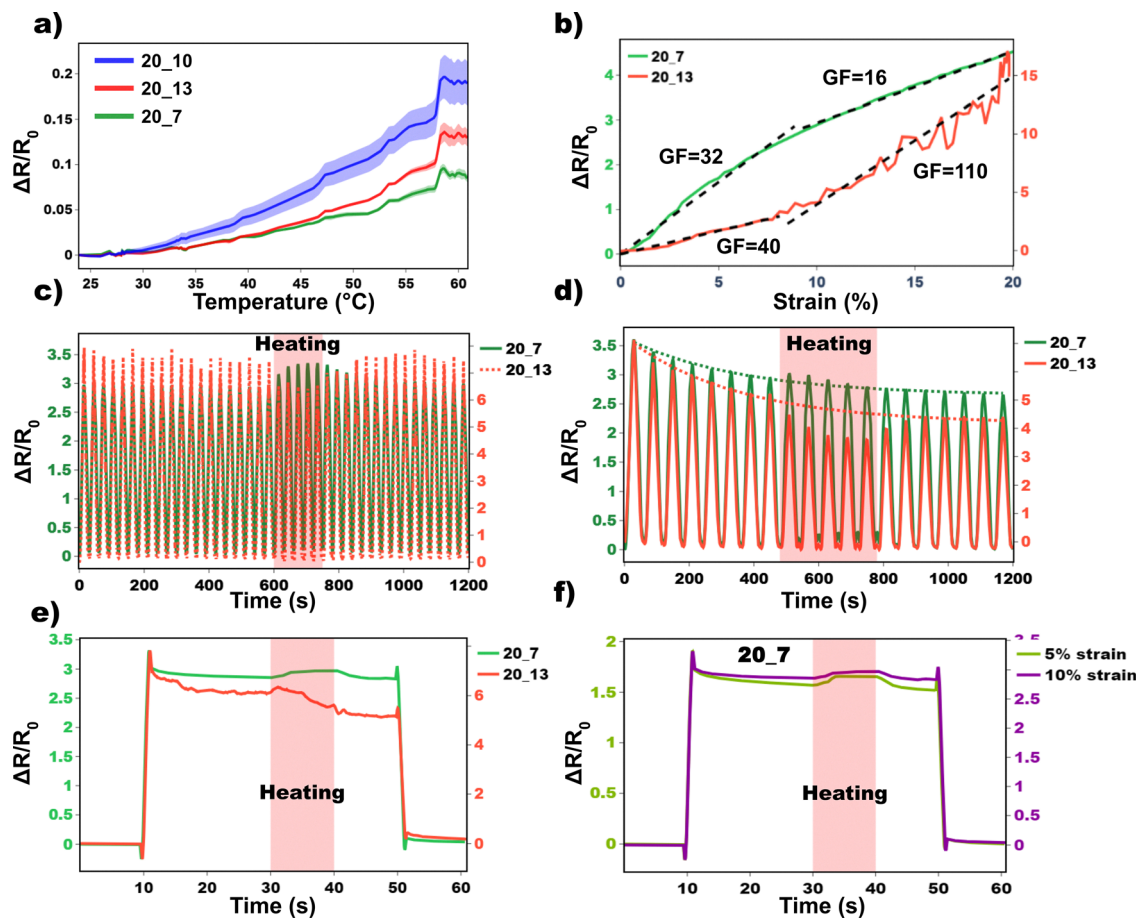 a)
20_10
20_13
20_7
0.2
0.15
0.1
0.05
0
ΔR/R0
25 30 35 40 45 50 55 60
Temperature (°C)
b)
20_7
20_13
GF=16
GF=32
GF=110
GF=40
4
3
2
1
0
15
10
5
0
ΔR/R0
0 5 10 15 20
Strain (%)
c)
Heating
20_7
20_13
3.5
3
2.5
2
1.5
1
0.5
0
7
6
5
4
3
2
1
0
ΔR/R0
0 200 400 600 800 1000 1200
Time (s)
d)
Heating
20_7
20_13
3.5
3
2.5
2
1.5
1
0.5
0
5
4
3
2
1
0
ΔR/R0
0 200 400 600 800 1000 1200
Time (s)
e)
20_7
20_13
Heating
3.5
3
2.5
2
1.5
1
0.5
0
6
4
2
0
ΔR/R0
10 20 30 40 50 60
Time (s)
f)
20_7
5% strain
10% strain
Heating
2
1.5
1
0.5
0
3.5
2.5
2
1.5
1
0.5
0
ΔR/R0
10 20 30 40 50 60
Time (s)